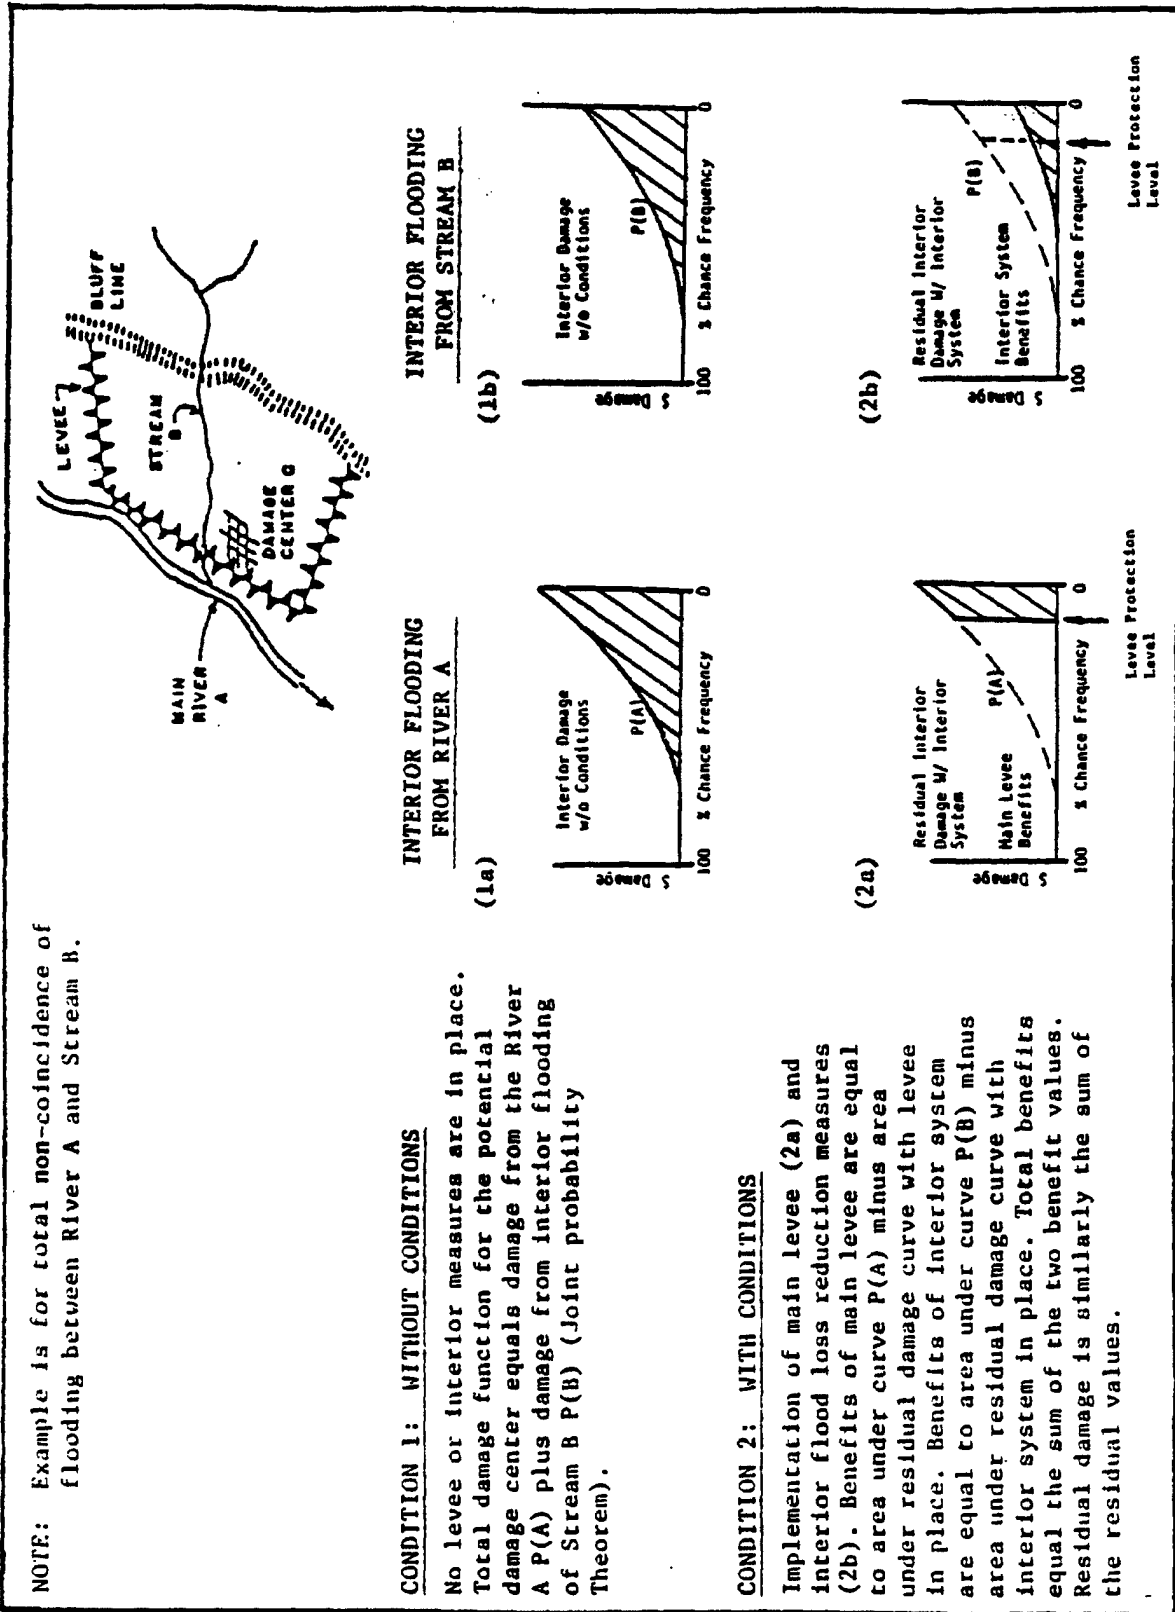 NOTE: Example is for total non-coincidence of
flooding between River A and Stream B.
LEVEE
BLUFF
LINE
STREAM
B
MAIN
RIVER
A
DAMAGE
CENTER C
CONDITION 1: WITHOUT CONDITIONS
No levee or interior measures are in place.
Total damage function for the potential
damage center equals damage from the River
A P(A) plus damage from interior flooding
of Stream B P(B) (Joint probability
Theorem).
INTERIOR FLOODING
FROM RIVER A
(1a)
$ Damage
Interior Damage
w/o Conditions
P(A)
100 % Chance Frequency 0
INTERIOR FLOODING
FROM STREAM B
(1b)
$ Damage
Interior Damage
w/o Conditions
P(B)
100 % Chance Frequency 0
CONDITION 2: WITH CONDITIONS
Implementation of main levee (2a) and
interior flood loss reduction measures
(2b). Benefits of main levee are equal
to area under curve P(A) minus area
under residual damage curve with levee
in place. Benefits of interior system
are equal to area under curve P(B) minus
area under residual damage curve with
interior system in place. Total benefits
equal the sum of the two benefit values.
Residual damage is similarly the sum of
the residual values.
(2a)
$ Damage
Residual Interior
Damage W/ Interior
System
P(A)
Main Levee
Benefits
100 % Chance Frequency 0
Levee Protection
Level
(2b)
$ Damage
Residual Interior
Damage W/ Interior
System
P(B)
Interior System
Benefits
100 % Chance Frequency 0
Levee Protection
Level